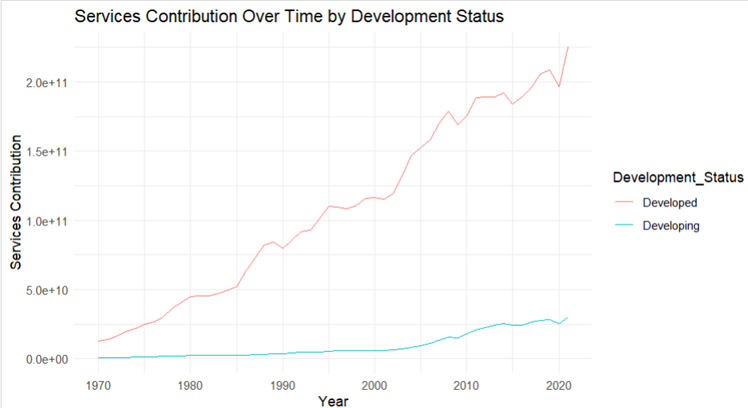 Services Contribution Over Time by Development Status
Services Contribution
2.0e+11
1.5e+11
1.0e+11
5.0e+10
0.0e+00
1970 1980 1990 2000 2010 2020
Year
Development_Status
Developed
Developing